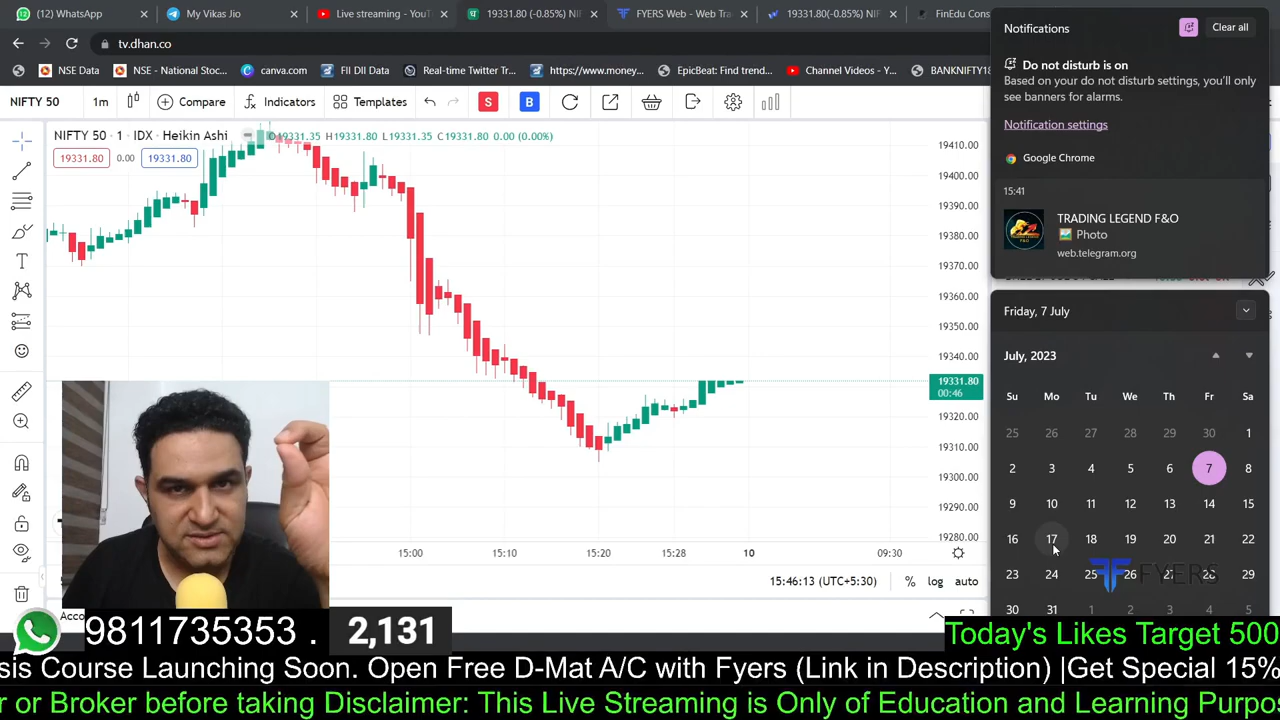 (12) WhatsApp
My Vikas Jio
Live streaming - YouT
19331.80 (-0.85%) NIF
FYERS Web - Web Tra
19331.80(-0.85%) NIF
FinEdu Cons
tv.dhan.co
NSE Data
NSE - National Stoc...
canva.com
FII DII Data
Real-time Twitter Tr...
https://www.money...
EpicBeat: Find trendi...
Channel Videos - Y...
BANKNIFTY18
NIFTY 50
1m
Compare
Indicators
Templates
S
B
NIFTY 50 · 1 · IDX · Heikin Ashi
O19331.35 H19331.80 L19331.35 C19331.80 0.00 (0.00%)
19331.80
0.00
19331.80
19410.00
19400.00
19390.00
19380.00
19370.00
19360.00
19350.00
19340.00
19331.80
00:46
19320.00
19310.00
19300.00
19290.00
19280.00
15:00
15:10
15:20
15:28
10
09:30
15:46:13 (UTC+5:30)
%
log
auto
Acco
Notifications
Clear all
Do not disturb is on
Based on your do not disturb settings, you'll only
see banners for alarms.
Notification settings
Google Chrome
15:41
TRADING LEGEND F&O
Photo
web.telegram.org
Friday, 7 July
July, 2023
Su Mo Tu We Th Fr Sa
25 26 27 28 29 30 1
2 3 4 5 6 7 8
9 10 11 12 13 14 15
16 17 18 19 20 21 22
23 24 25 26 27 28 29
30 31 1 2 3 4 5
FYERS
9811735353 .
2,131
Today's Likes Target 500
sis Course Launching Soon. Open Free D-Mat A/C with Fyers (Link in Description) |Get Special 15%
r or Broker before taking Disclaimer: This Live Streaming is Only of Education and Learning Purpos